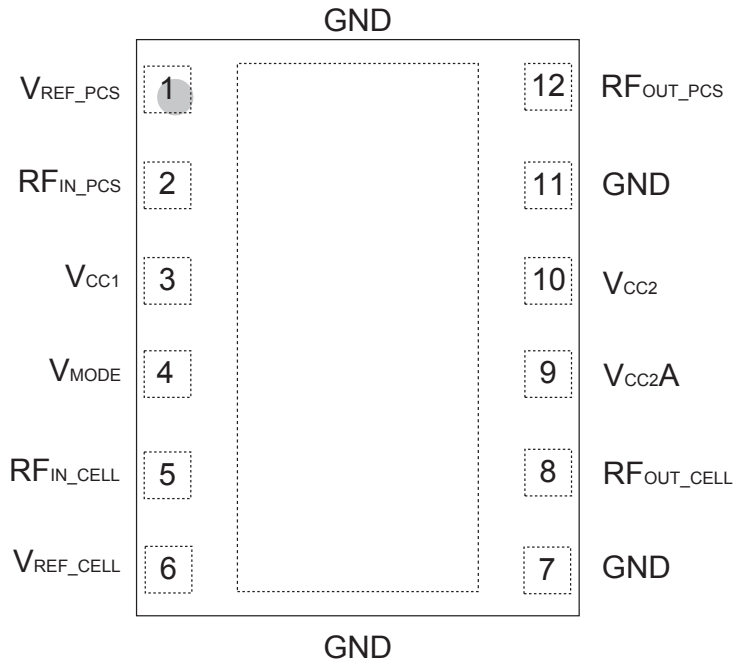 GND
VREF_PCS 1 12 RFOUT_PCS
RFIN_PCS 2 11 GND
VCC1 3 10 VCC2
VMODE 4 9 VCC2A
RFIN_CELL 5 8 RFOUT_CELL
VREF_CELL 6 7 GND
GND